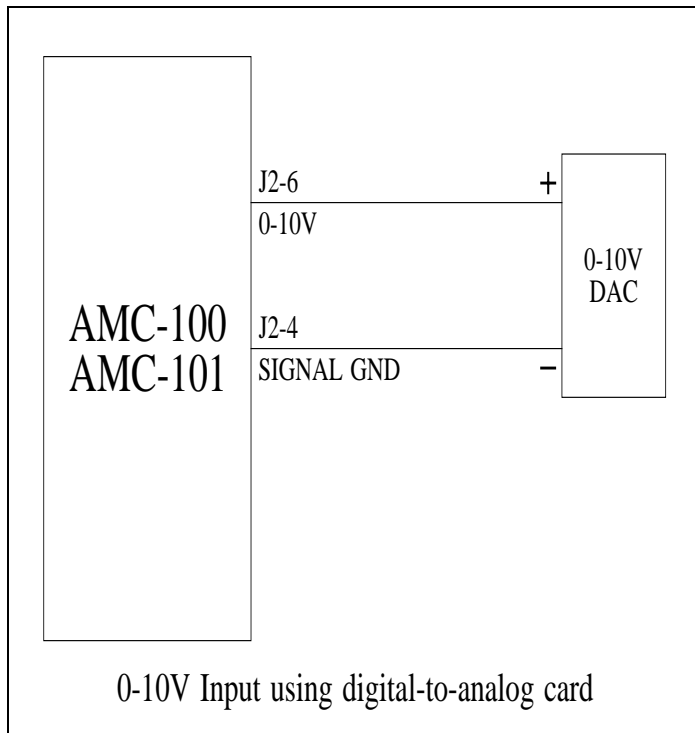 J2-6
+
0-10V
0-10V
DAC
AMC-100
AMC-101
J2-4
SIGNAL GND
-
0-10V Input using digital-to-analog card